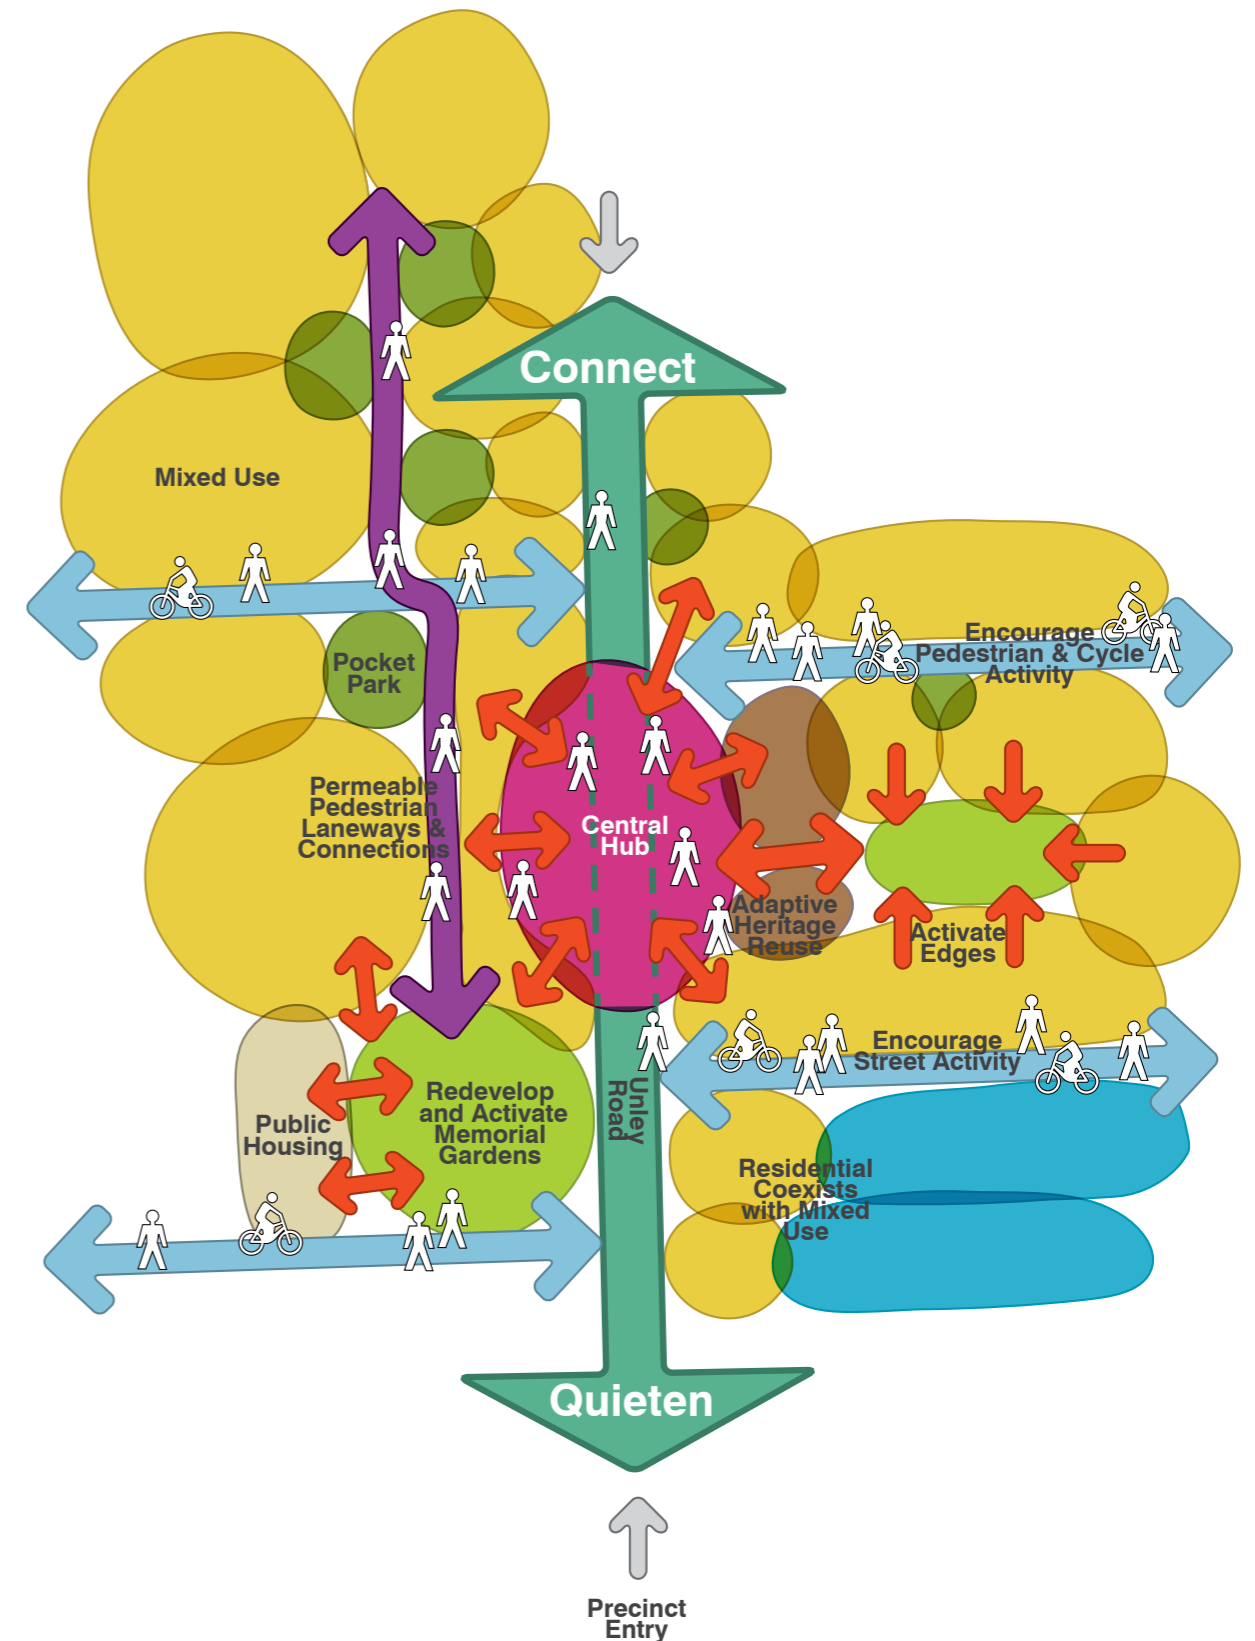 Connect
Mixed Use
Encourage
Pedestrian & Cycle
Activity
Pocket
Park
Permeable
Pedestrian
Laneways &
Connections
Central
Hub
Adaptive
Heritage
Reuse
Activate
Edges
Encourage
Street Activity
Redevelop
and Activate
Memorial
Gardens
Public
Housing
Unley
Road
Residential
Coexists
with Mixed
Use
Quieten
Precinct
Entry